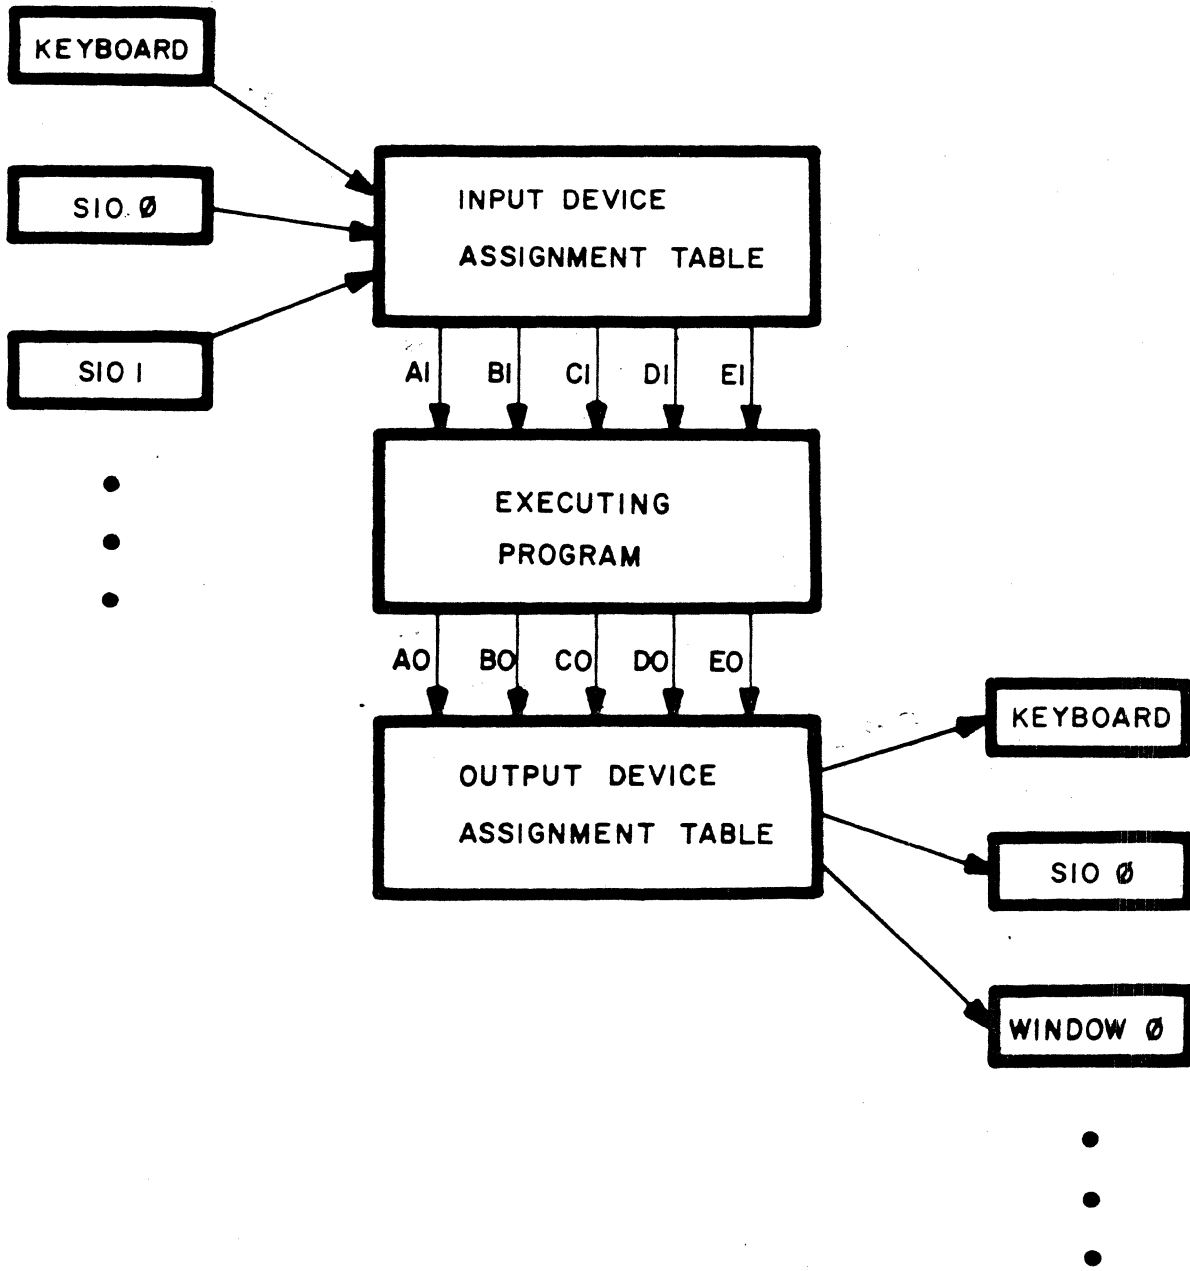 KEYBOARD
SIO Ø
SIO 1
INPUT DEVICE
ASSIGNMENT TABLE
AI BI CI DI EI
EXECUTING
PROGRAM
AO BO CO DO EO
OUTPUT DEVICE
ASSIGNMENT TABLE
KEYBOARD
SIO Ø
WINDOW Ø